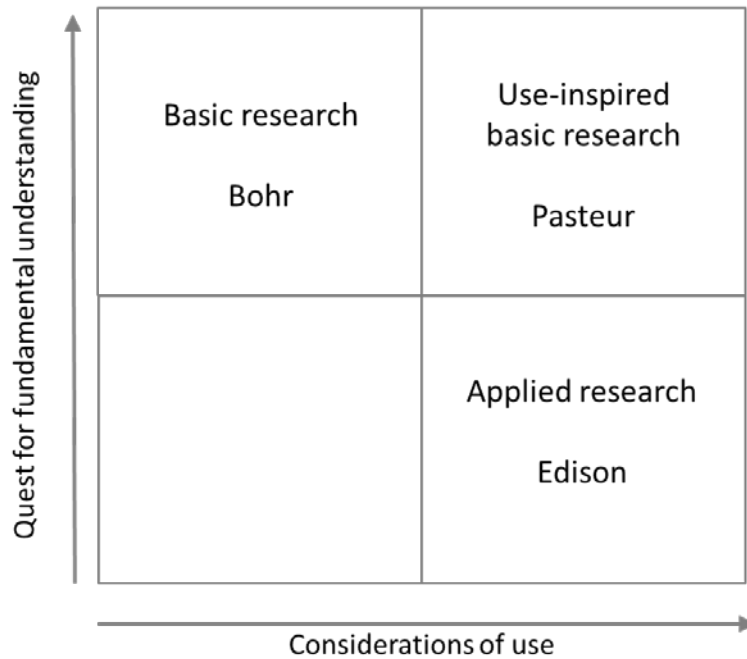 Quest for fundamental understanding
Basic research
Bohr
Use-inspired
basic research
Pasteur
Applied research
Edison
Considerations of use